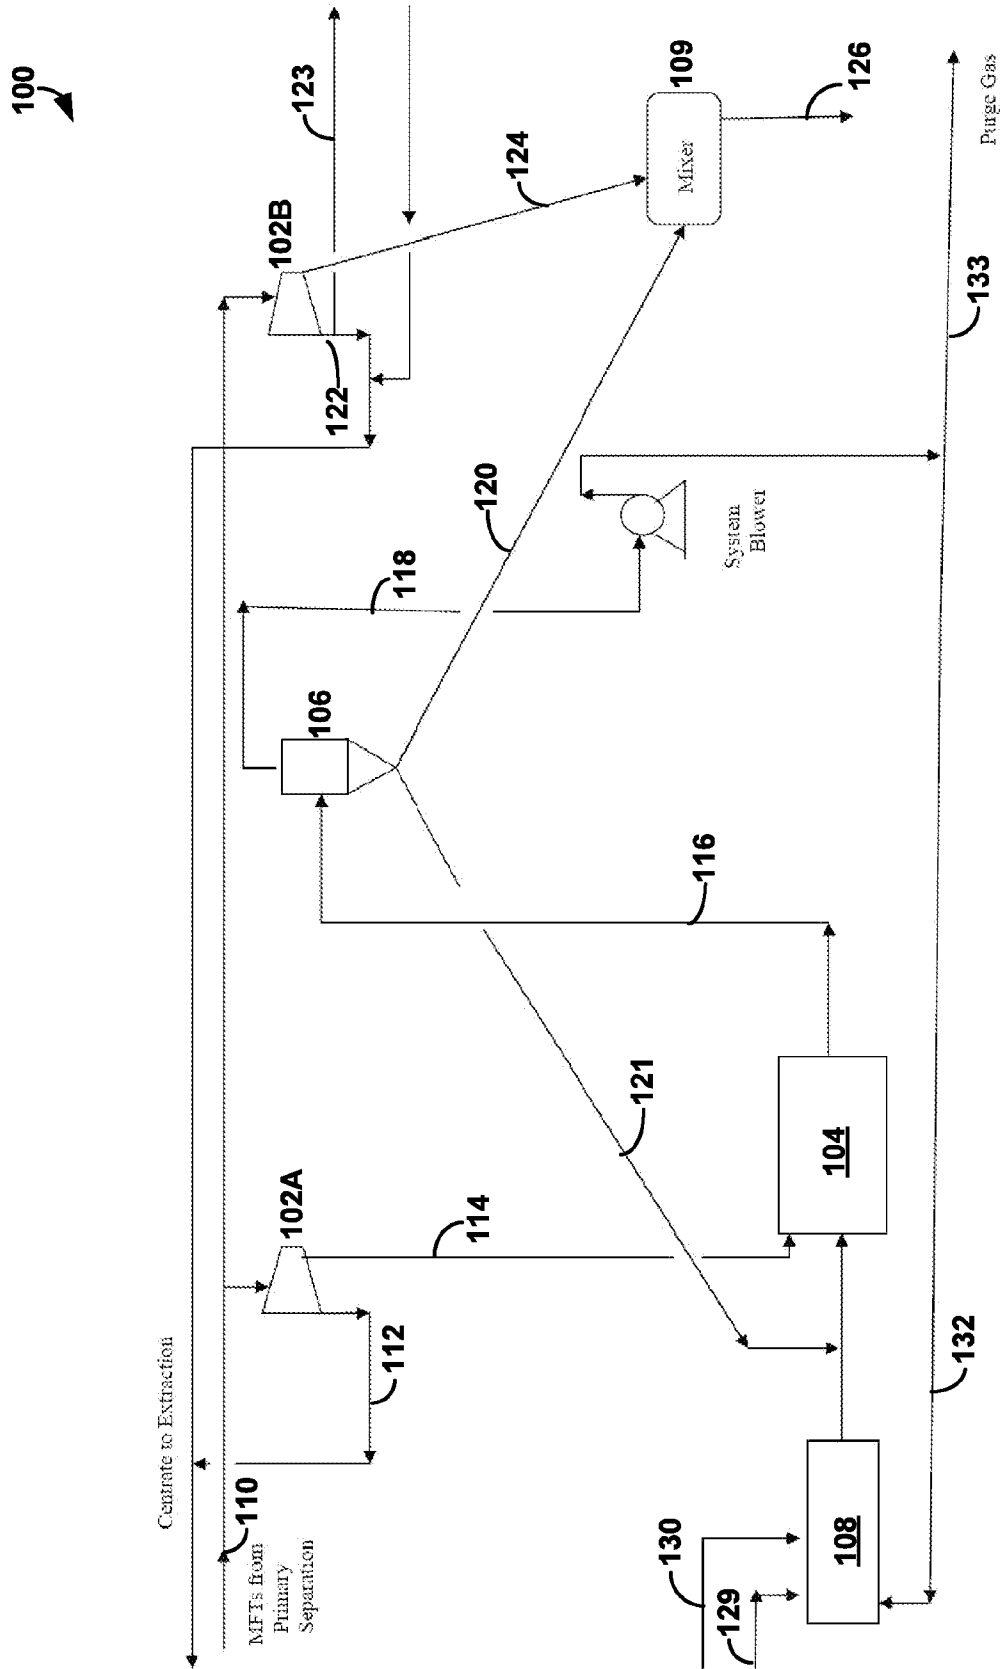 100
Centrate to Extraction
110
MFTs from
Primary
Separation
112
102A
114
121
116
104
108
129
130
132
106
118
120
System
Blower
122
102B
123
124
109
Mixer
126
133
Purge Gas